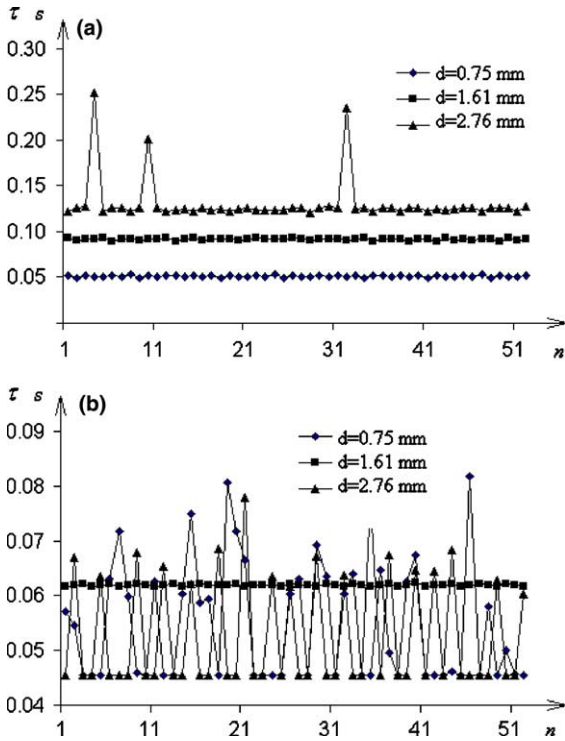 τ s (a)
0.30
0.25
0.20
0.15
0.10
0.05
d=0.75 mm
d=1.61 mm
d=2.76 mm
1 11 21 31 41 51 n
τ s (b)
0.09
0.08
0.07
0.06
0.05
0.04
d=0.75 mm
d=1.61 mm
d=2.76 mm
1 11 21 31 41 51 n